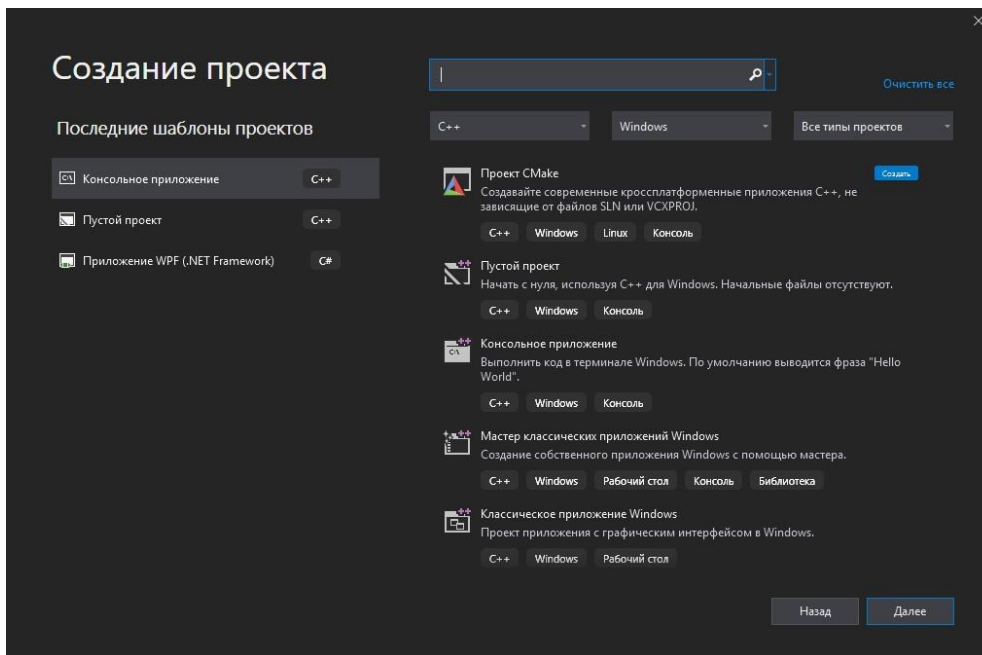 Создание проекта
Очистить все
Последние шаблоны проектов
C++
Windows
Все типы проектов
Консольное приложение
C++
Пустой проект
C++
Приложение WPF (.NET Framework)
C#
Проект CMake
Создать
Создавайте современные кроссплатформенные приложения C++, не
зависящие от файлов SLN или VCXPROJ.
C++ Windows Linux Консоль
Пустой проект
Начать с нуля, используя C++ для Windows. Начальные файлы отсутствуют.
C++ Windows Консоль
Консольное приложение
Выполнить код в терминале Windows. По умолчанию выводится фраза "Hello
World".
C++ Windows Консоль
Мастер классических приложений Windows
Создание собственного приложения Windows с помощью мастера.
C++ Windows Рабочий стол Консоль Библиотека
Классическое приложение Windows
Проект приложения с графическим интерфейсом в Windows.
C++ Windows Рабочий стол
Назад
Далее